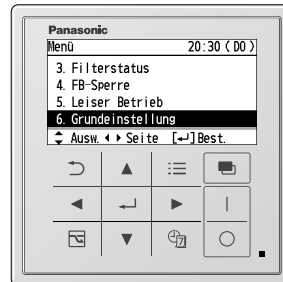 Panasonic
Menü 20:30 (DO)
3. Filterstatus
4. FB-Sperre
5. Leiser Betrieb
6. Grundeinstellung
Ausw. Seite [↵]Best.